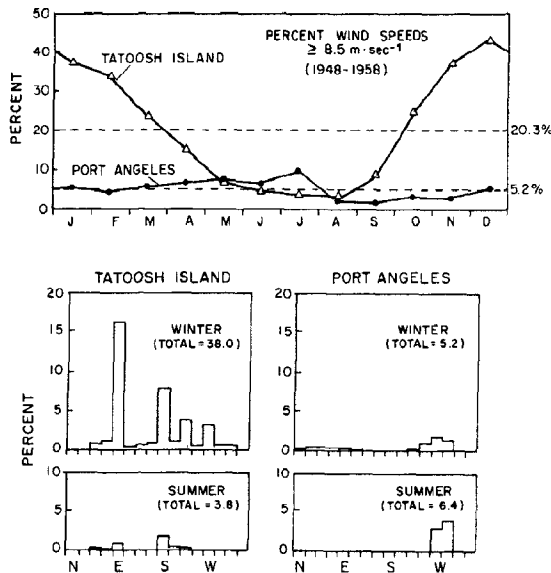 PERCENT WIND SPEEDS
≥ 8.5 m·sec⁻¹
(1948-1958)
TATOOSH ISLAND
PORT ANGELES
PERCENT
50
40
30
20
10
0
20.3%
5.2%
J F M A M J J A S O N D
TATOOSH ISLAND
PORT ANGELES
PERCENT
20
15
10
5
0
WINTER
(TOTAL = 38.0)
20
15
10
5
0
WINTER
(TOTAL = 5.2)
10
5
0
SUMMER
(TOTAL = 3.8)
N E S W
10
5
0
SUMMER
(TOTAL = 6.4)
N E S W